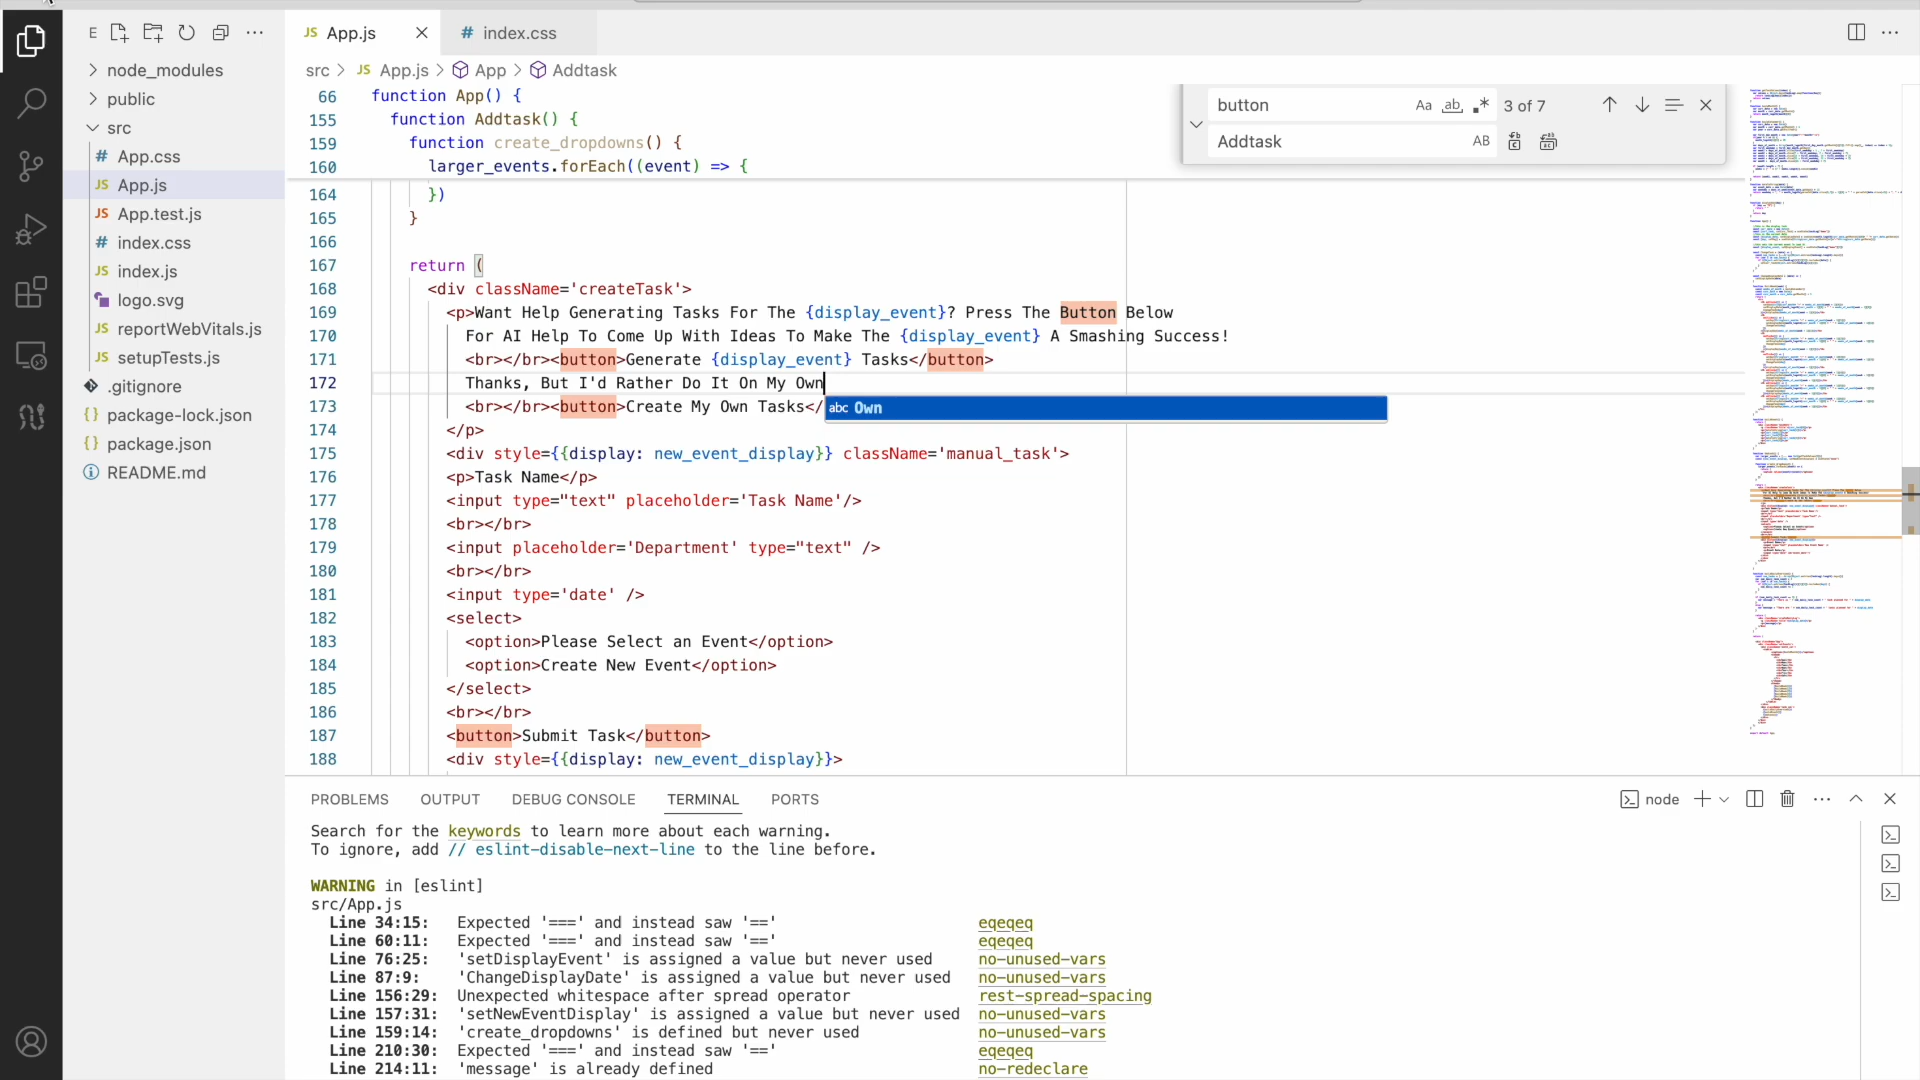 E
JS App.js
# index.css
src > JS App.js > App > Addtask
node_modules
public
src
# App.css
JS App.js
JS App.test.js
# index.css
JS index.js
logo.svg
JS reportWebVitals.js
JS setupTests.js
.gitignore
{} package-lock.json
{} package.json
README.md
button
Aa ab .* 3 of 7
Addtask
AB
66 function App() {
155 function Addtask() {
159 function create_dropdowns() {
160 larger_events.forEach((event) => {
164 })
165 }
166
167 return (
168 <div className='createTask'>
169 <p>Want Help Generating Tasks For The {display_event}? Press The Button Below
170 For AI Help To Come Up With Ideas To Make The {display_event} A Smashing Success!
171 <br></br><button>Generate {display_event} Tasks</button>
172 Thanks, But I'd Rather Do It On My Own
173 <br></br><button>Create My Own Tasks</
abc Own
174 </p>
175 <div style={{display: new_event_display}} className='manual_task'>
176 <p>Task Name</p>
177 <input type="text" placeholder='Task Name'/>
178 <br></br>
179 <input placeholder='Department' type="text" />
180 <br></br>
181 <input type='date' />
182 <select>
183 <option>Please Select an Event</option>
184 <option>Create New Event</option>
185 </select>
186 <br></br>
187 <button>Submit Task</button>
188 <div style={{display: new_event_display}}>
PROBLEMS OUTPUT DEBUG CONSOLE TERMINAL PORTS
node
Search for the keywords to learn more about each warning.
To ignore, add // eslint-disable-next-line to the line before.
WARNING in [eslint]
src/App.js
Line 34:15: Expected '===' and instead saw '==' eqeqeq
Line 60:11: Expected '===' and instead saw '==' eqeqeq
Line 76:25: 'setDisplayEvent' is assigned a value but never used no-unused-vars
Line 87:9: 'ChangeDisplayDate' is assigned a value but never used no-unused-vars
Line 156:29: Unexpected whitespace after spread operator rest-spread-spacing
Line 157:31: 'setNewEventDisplay' is assigned a value but never used no-unused-vars
Line 159:14: 'create_dropdowns' is defined but never used no-unused-vars
Line 210:30: Expected '===' and instead saw '==' eqeqeq
Line 214:11: 'message' is already defined no-redeclare